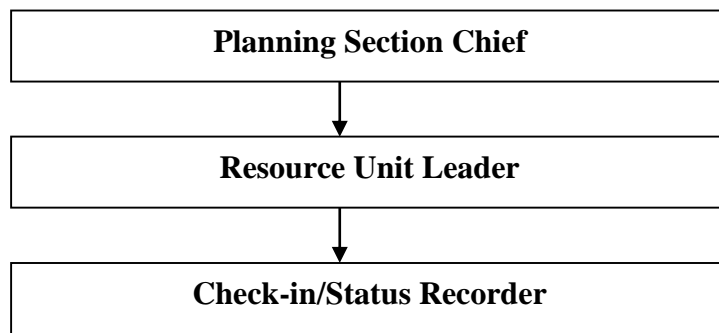 Planning Section Chief
Resource Unit Leader
Check-in/Status Recorder